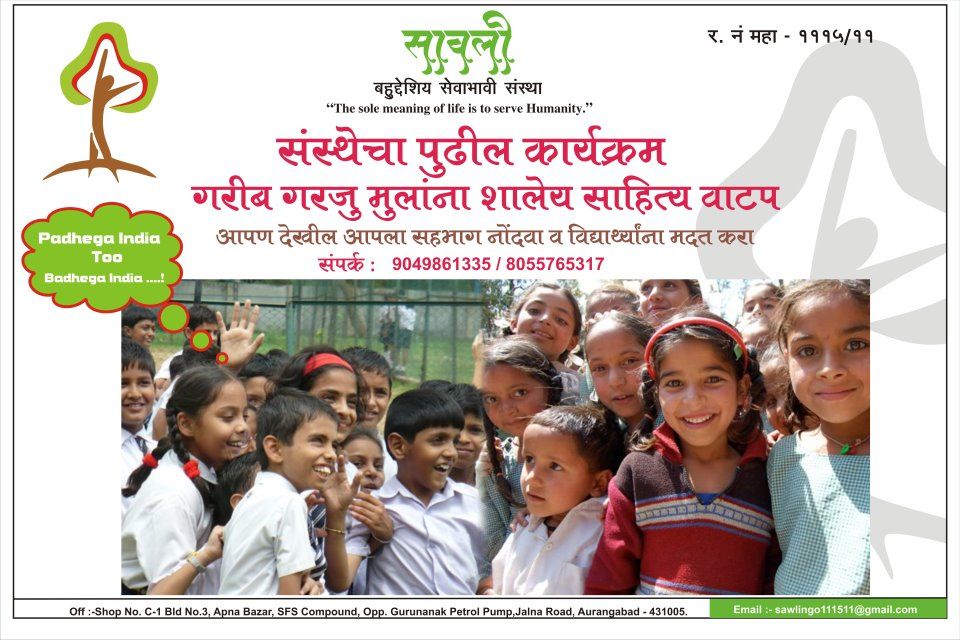 सावली
र. नं महा - १११५/११
बहुद्देशिय सेवाभावी संस्था
“The sole meaning of life is to serve Humanity.”
संस्थेचा पुढील कार्यक्रम
गरीब गरजु मुलांना शालेय साहित्य वाटप
आपण देखील आपला सहभाग नोंदवा व विद्यार्थ्यांना मदत करा
संपर्क : 9049861335 / 8055765317
Padhega India
Too
Badhega India ....!
Off :-Shop No. C-1 Bld No.3, Apna Bazar, SFS Compound, Opp. Gurunanak Petrol Pump,Jalna Road, Aurangabad - 431005.
Email :- sawlingo111511@gmail.com